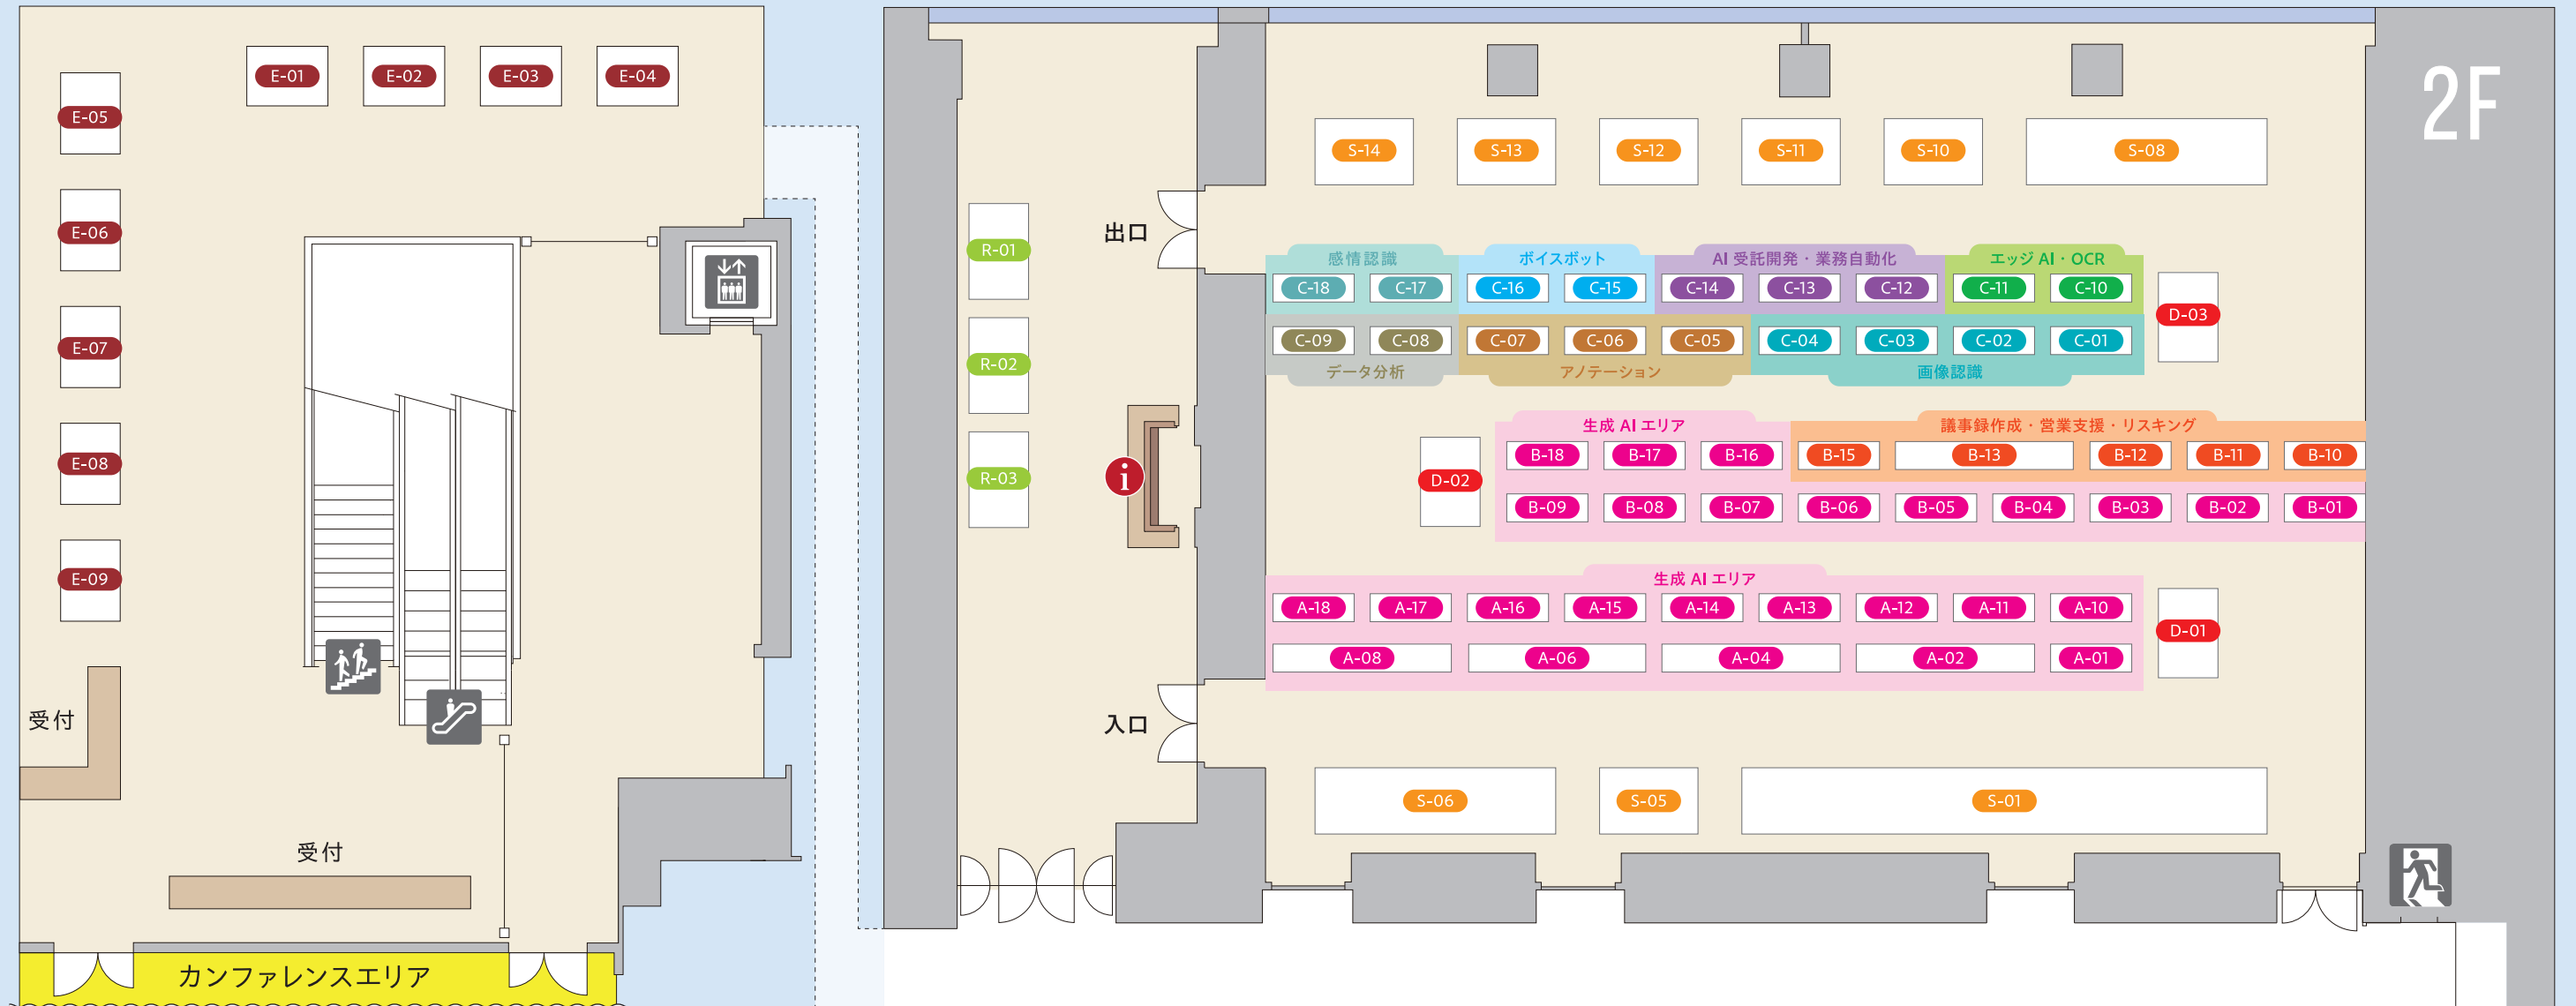 E-01 E-02 E-03 E-04
E-05
E-06
E-07
E-08
E-09
受付
受付
カンファレンスエリア
2F
S-14 S-13 S-12 S-11 S-10 S-08
出口
R-01
R-02
R-03
i
入口
感情認識 ボイスボット AI 受託開発・業務自動化 エッジ AI・OCR
C-18 C-17 C-16 C-15 C-14 C-13 C-12 C-11 C-10
D-03
C-09 C-08 C-07 C-06 C-05 C-04 C-03 C-02 C-01
データ分析 アノテーション 画像認識
生成 AI エリア 議事録作成・営業支援・リスキング
B-18 B-17 B-16 B-15 B-13 B-12 B-11 B-10
D-02
B-09 B-08 B-07 B-06 B-05 B-04 B-03 B-02 B-01
生成 AI エリア
A-18 A-17 A-16 A-15 A-14 A-13 A-12 A-11 A-10
D-01
A-08 A-06 A-04 A-02 A-01
S-06 S-05 S-01